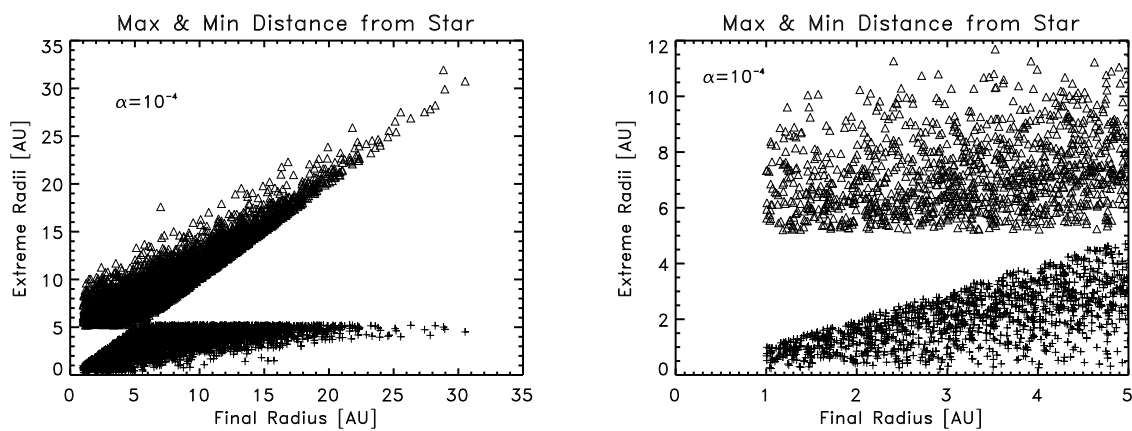 Max & Min Distance from Star
35
30
25
20
15
10
5
0
Extreme Radii [AU]
α=10⁻⁴
0 5 10 15 20 25 30 35
Final Radius [AU]
Max & Min Distance from Star
12
10
8
6
4
2
0
Extreme Radii [AU]
α=10⁻⁴
0 1 2 3 4 5
Final Radius [AU]